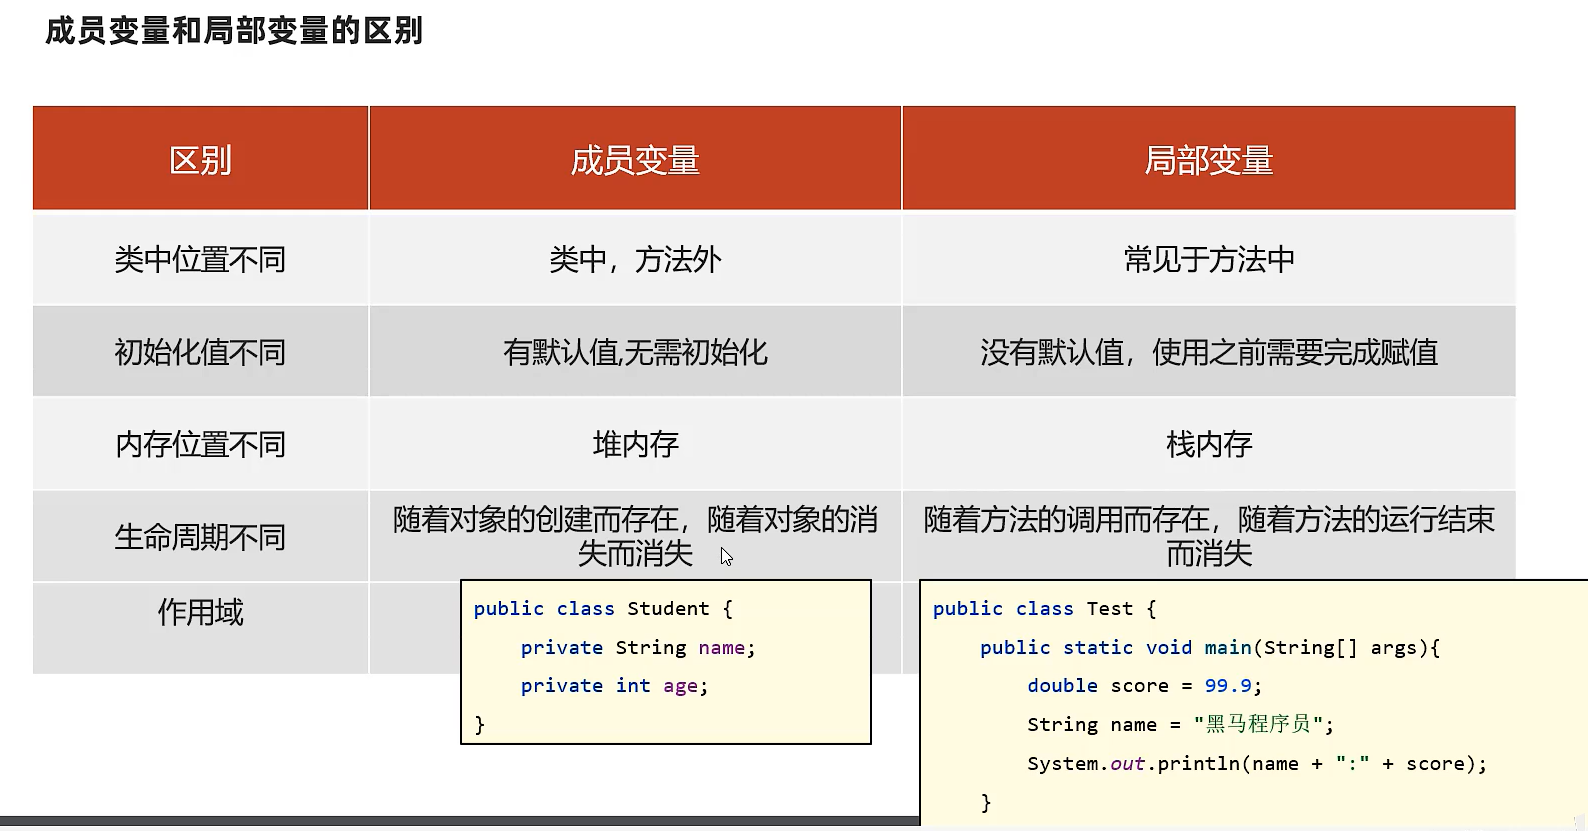 成员变量和局部变量的区别
区别 成员变量 局部变量
类中位置不同 类中，方法外 常见于方法中
初始化值不同 有默认值,无需初始化 没有默认值，使用之前需要完成赋值
内存位置不同 堆内存 栈内存
生命周期不同 随着对象的创建而存在，随着对象的消
失而消失
随着方法的调用而存在，随着方法的运行结束
而消失
作用域
public class Student {
private String name;
private int age;
}
public class Test {
public static void main(String[] args){
double score = 99.9;
String name = "黑马程序员";
System.out.println(name + ":" + score);
}